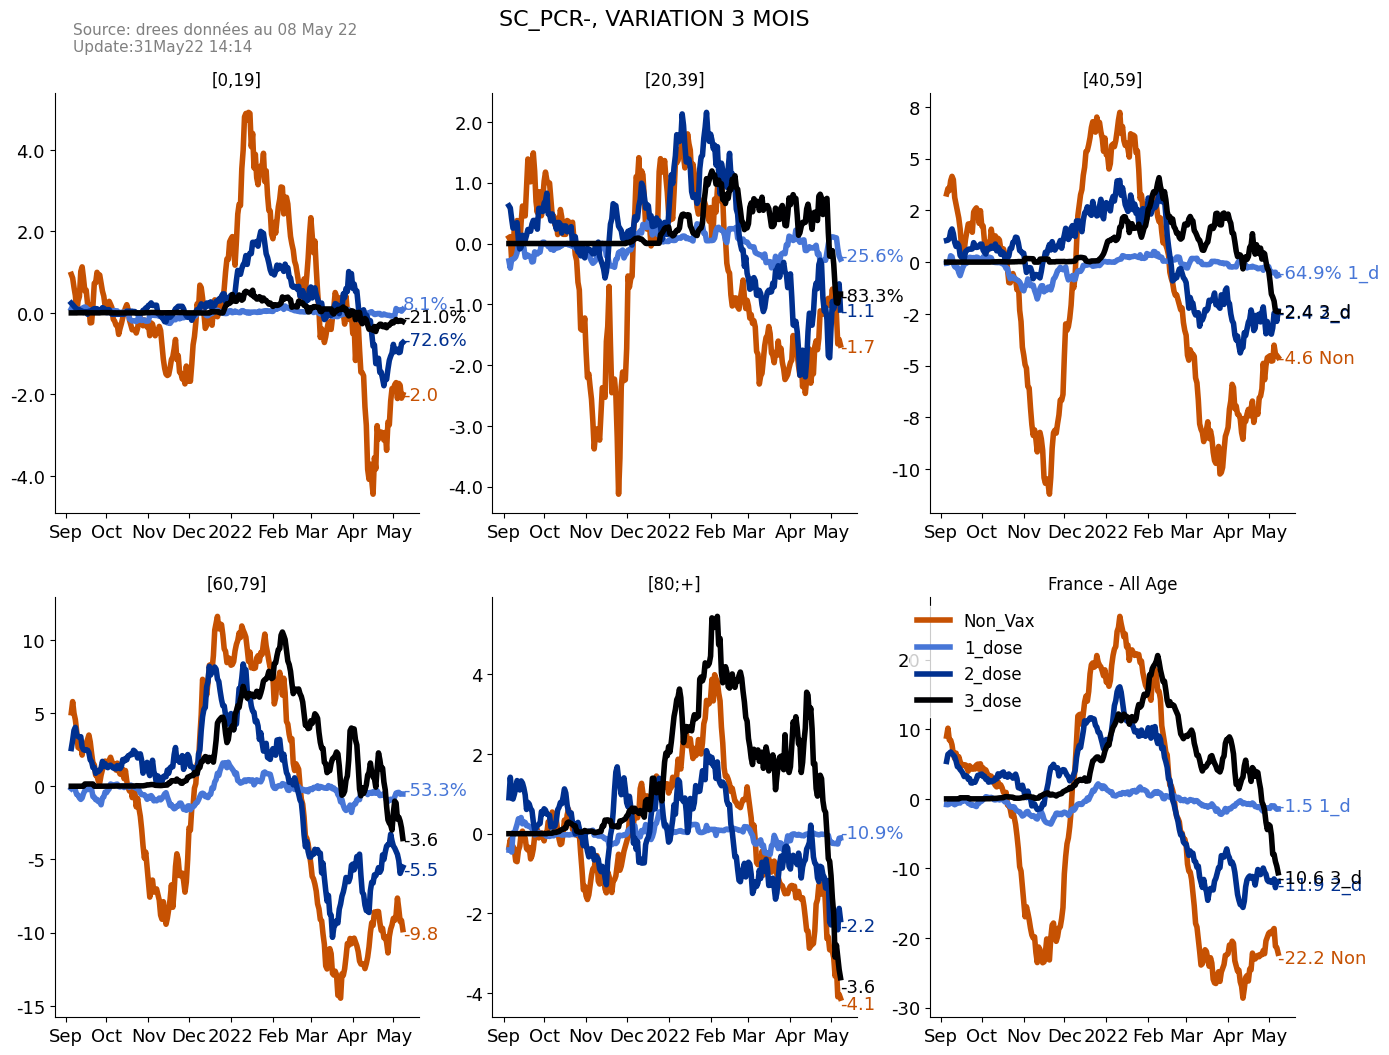 SC_PCR-, VARIATION 3 MOIS
Source: drees données au 08 May 22
Update:31May22 14:14
[0,19]
4.0
2.0
0.0
-2.0
-4.0
8.1%
-21.0%
-72.6%
-2.0
Sep Oct Nov Dec 2022 Feb Mar Apr May
[20,39]
2.0
1.0
0.0
-1.0
-2.0
-3.0
-4.0
-25.6%
-83.3%
-1.1
-1.7
Sep Oct Nov Dec 2022 Feb Mar Apr May
[40,59]
8
5
2
0
-2
-5
-8
-10
-64.9% 1_d
-2.4 3_d
-4.6 Non
Sep Oct Nov Dec 2022 Feb Mar Apr May
[60,79]
10
5
0
-5
-10
-15
-53.3%
-3.6
-5.5
-9.8
Sep Oct Nov Dec 2022 Feb Mar Apr May
[80;+]
4
2
0
-2
-4
-10.9%
-2.2
-3.6
-4.1
Sep Oct Nov Dec 2022 Feb Mar Apr May
France - All Age
Non_Vax
1_dose
2_dose
3_dose
20
10
0
-10
-20
-30
-1.5 1_d
-10.6 3_d
-11.9 2_d
-22.2 Non
Sep Oct Nov Dec 2022 Feb Mar Apr May